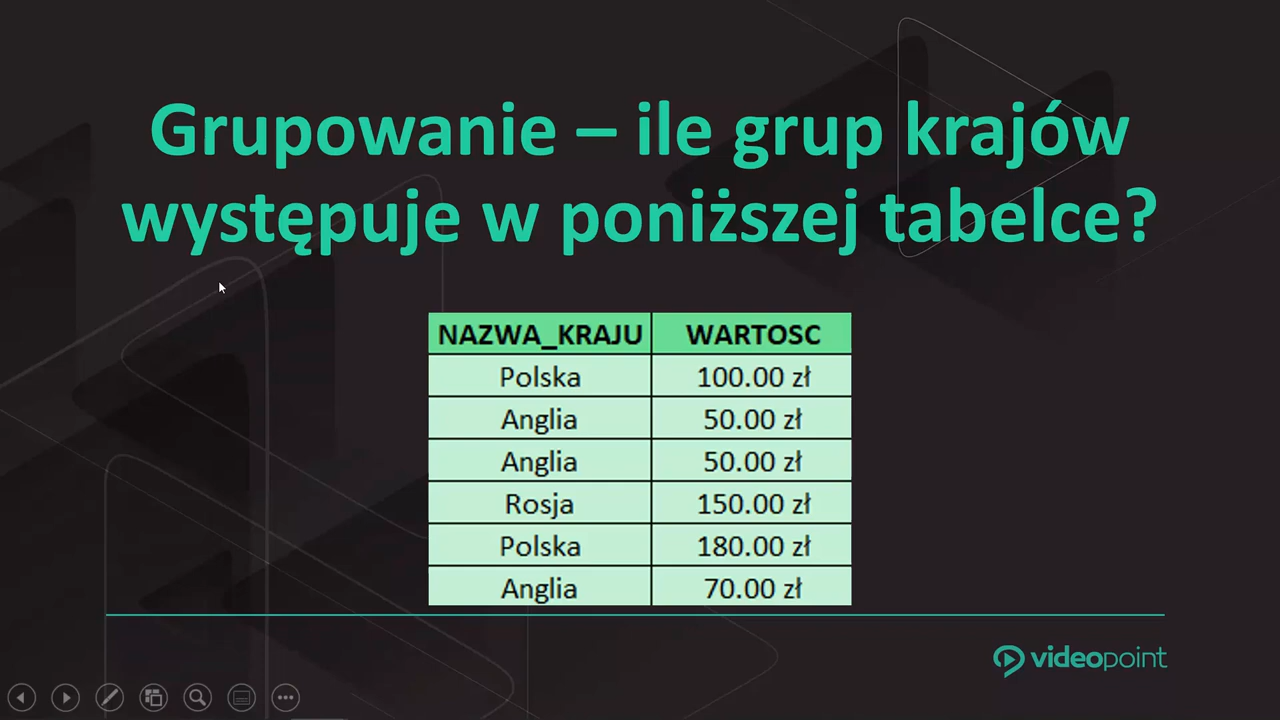 Grupowanie – ile grup krajów
występuje w poniższej tabelce?
NAZWA_KRAJU WARTOSC
Polska 100.00 zł
Anglia 50.00 zł
Anglia 50.00 zł
Rosja 150.00 zł
Polska 180.00 zł
Anglia 70.00 zł
videopoint